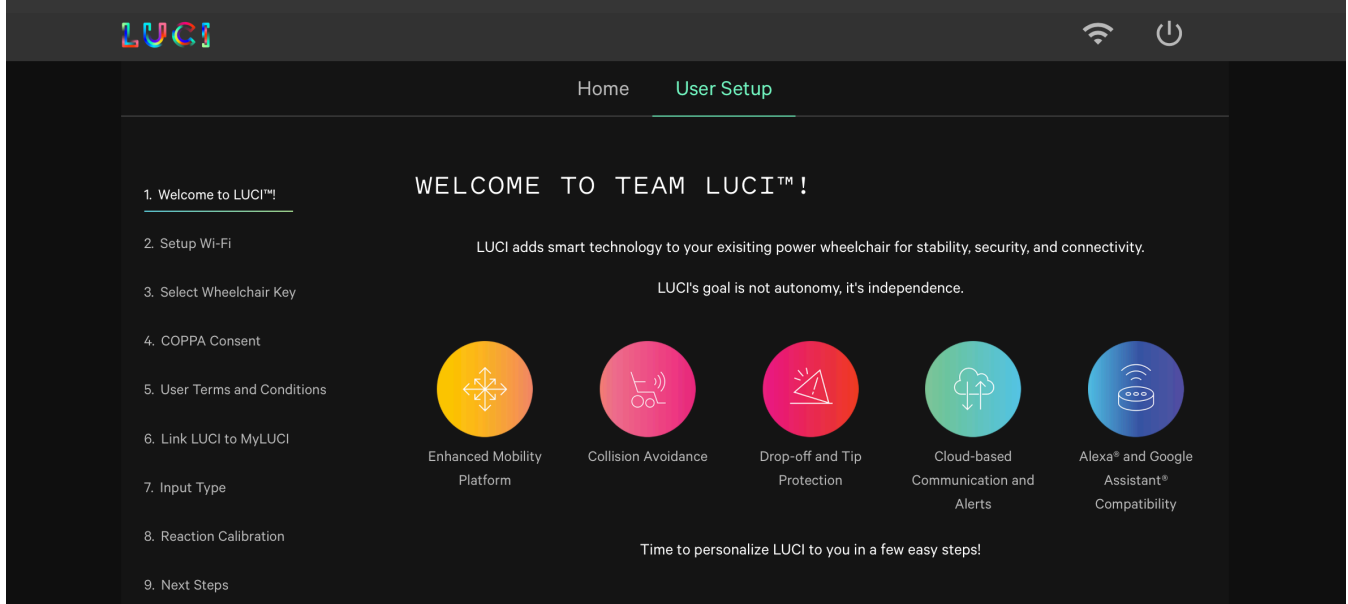 LUCI
Home
User Setup
1. Welcome to LUCI™!
2. Setup Wi-Fi
3. Select Wheelchair Key
4. COPPA Consent
5. User Terms and Conditions
6. Link LUCI to MyLUCI
7. Input Type
8. Reaction Calibration
9. Next Steps
WELCOME TO TEAM LUCI™!
LUCI adds smart technology to your exisiting power wheelchair for stability, security, and connectivity.
LUCI's goal is not autonomy, it's independence.
Enhanced Mobility
Platform
Collision Avoidance
Drop-off and Tip
Protection
Cloud-based
Communication and
Alerts
Alexa® and Google
Assistant®
Compatibility
Time to personalize LUCI to you in a few easy steps!